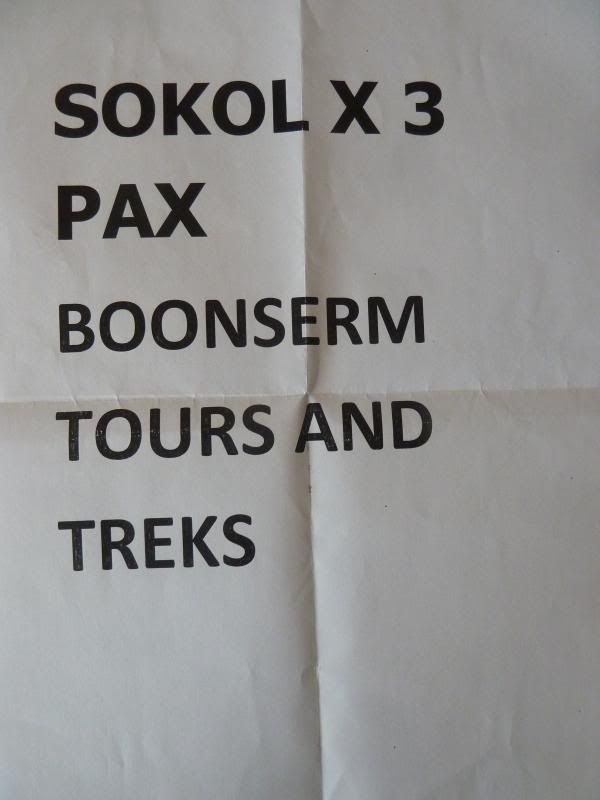 SOKOL X 3
PAX
BOONSERM
TOURS AND
TREKS